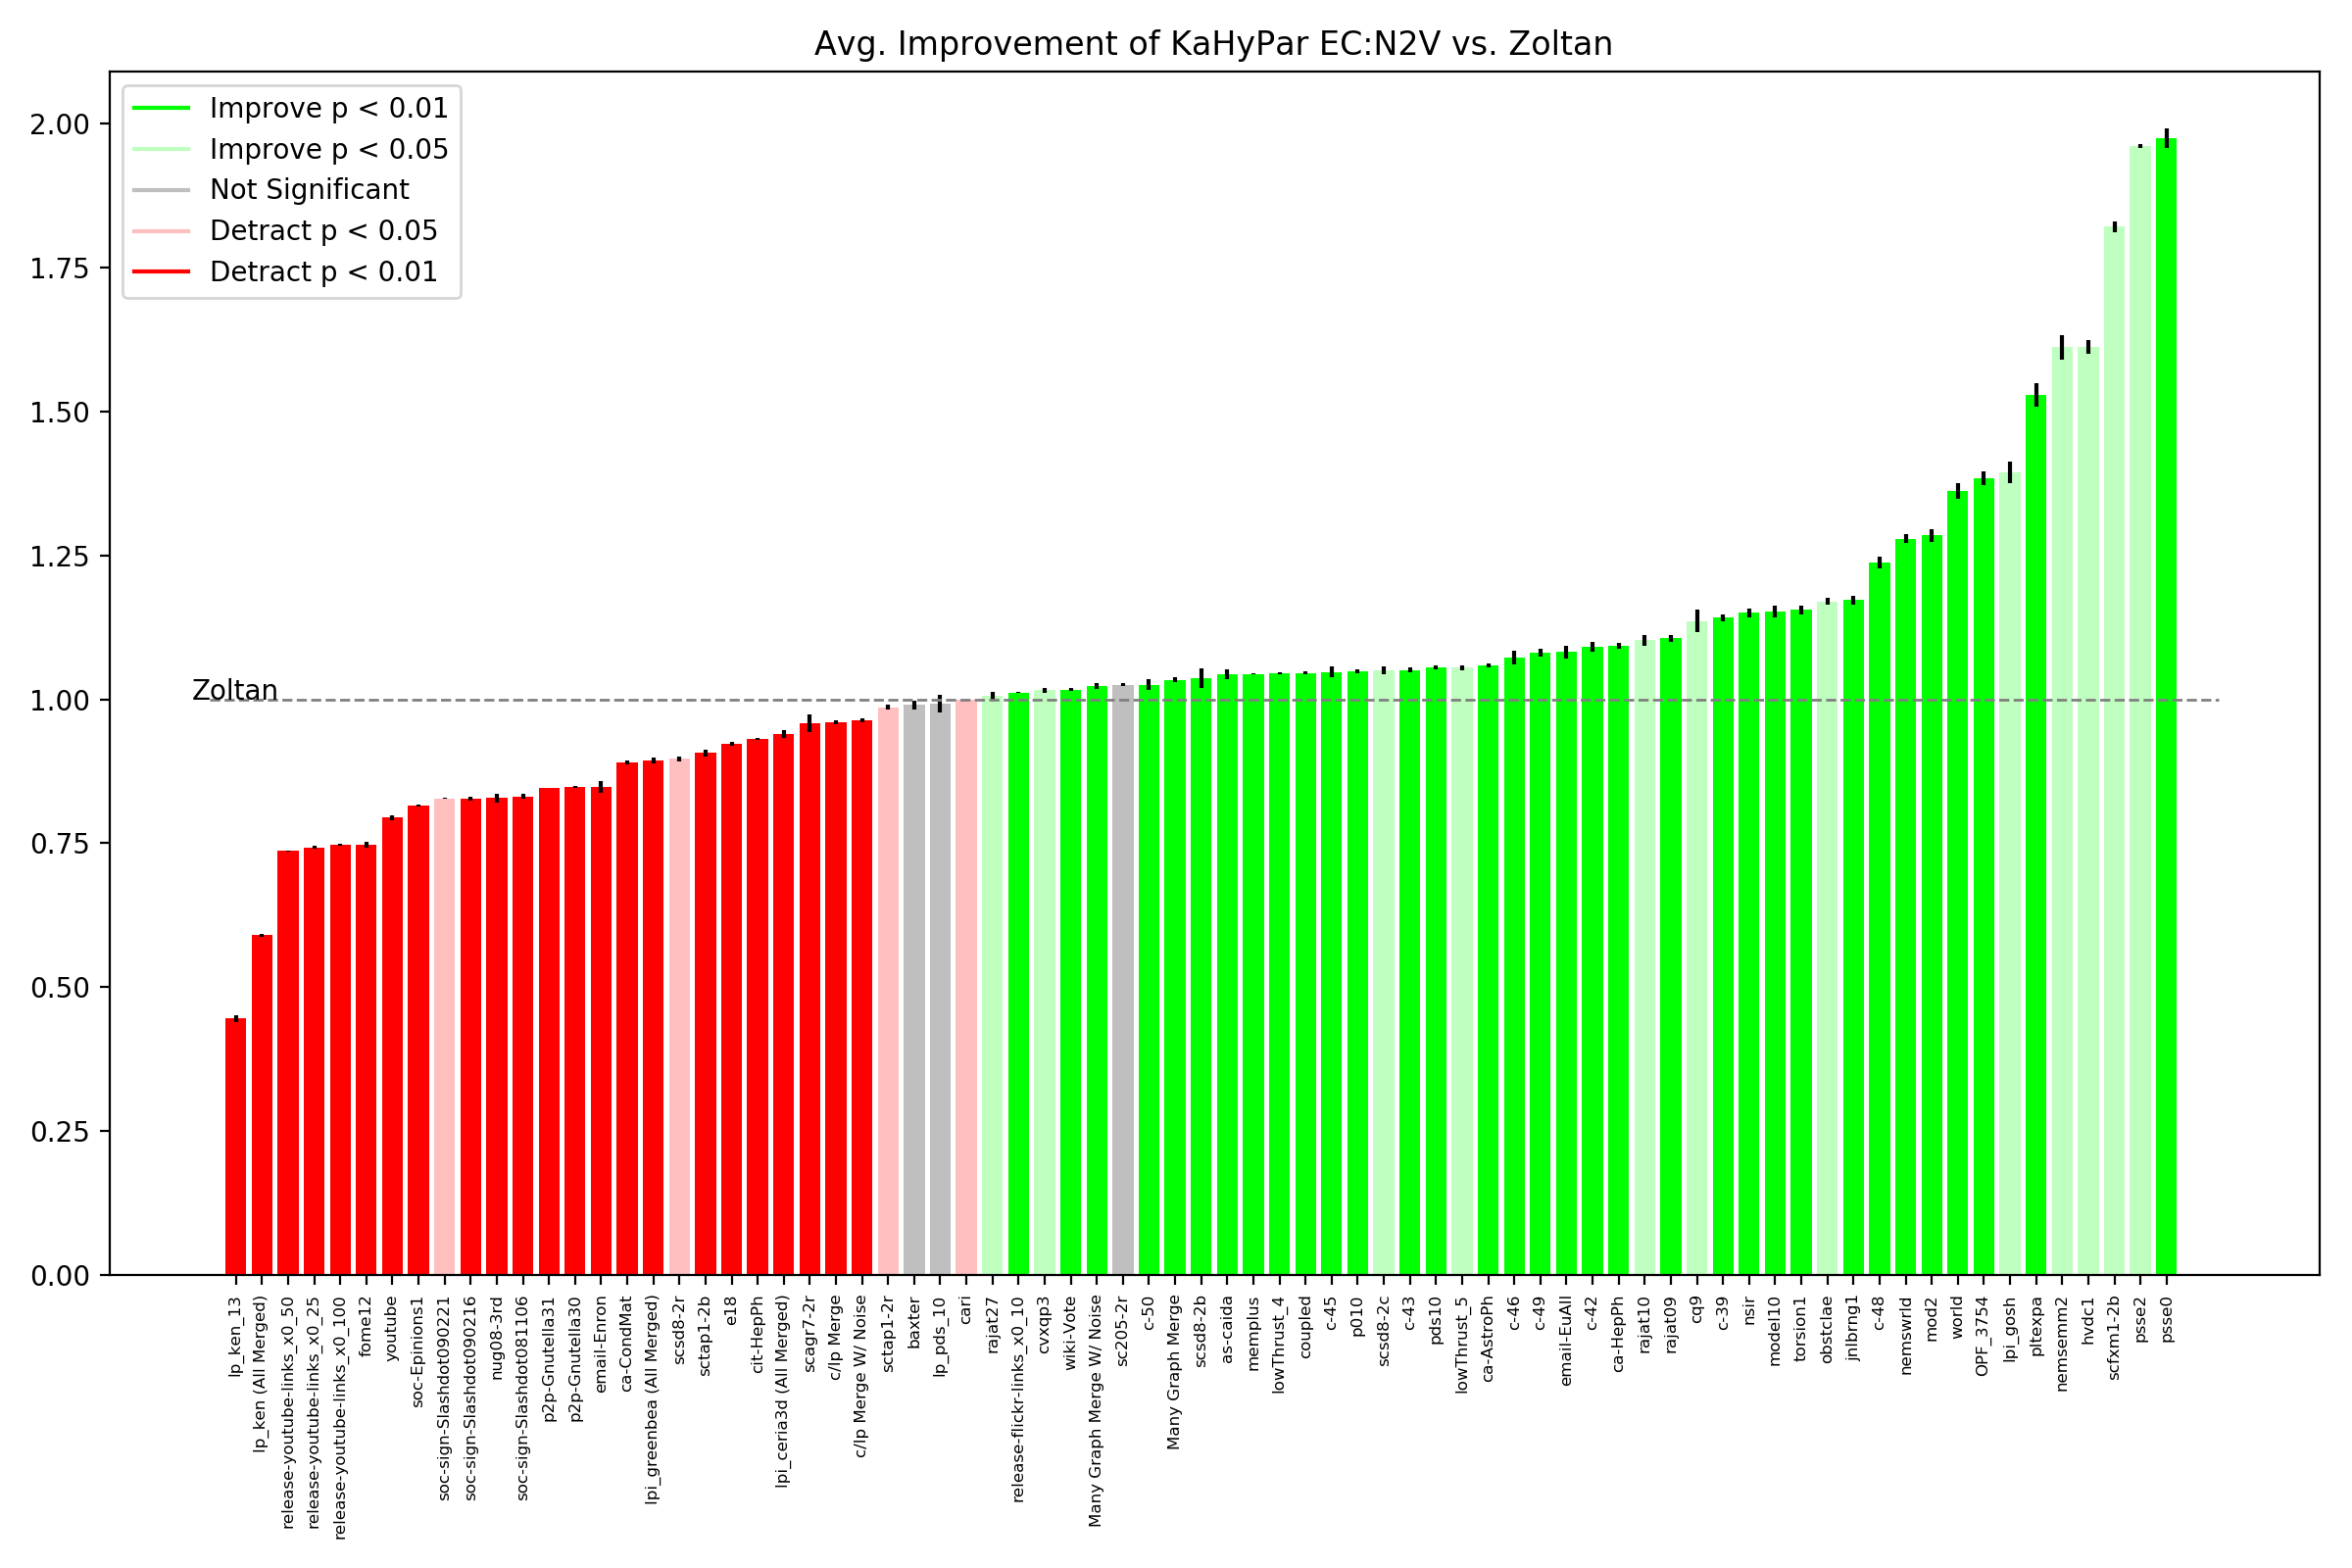 Avg. Improvement of KaHyPar EC:N2V vs. Zoltan
Improve p < 0.01
Improve p < 0.05
Not Significant
Detract p < 0.05
Detract p < 0.01
2.00
1.75
1.50
1.25
1.00
0.75
0.50
0.25
0.00
Zoltan
lp_ken_13
lp_ken (All Merged)
release-youtube-links_x0_50
release-youtube-links_x0_25
release-youtube-links_x0_100
fome12
youtube
soc-Epinions1
soc-sign-Slashdot090221
soc-sign-Slashdot090216
nug08-3rd
soc-sign-Slashdot081106
p2p-Gnutella31
p2p-Gnutella30
email-Enron
ca-CondMat
lpi_greenbea (All Merged)
scsd8-2r
sctap1-2b
e18
cit-HepPh
lpi_ceria3d (All Merged)
scagr7-2r
c/lp Merge
c/lp Merge W/ Noise
sctap1-2r
baxter
lp_pds_10
cari
rajat27
release-flickr-links_x0_10
cvxqp3
wiki-Vote
Many Graph Merge W/ Noise
sc205-2r
c-50
Many Graph Merge
scsd8-2b
as-caida
memplus
lowThrust_4
coupled
c-45
p010
scsd8-2c
c-43
pds10
lowThrust_5
ca-AstroPh
c-46
c-49
email-EuAll
c-42
ca-HepPh
rajat10
rajat09
cq9
c-39
nsir
model10
torsion1
obstclae
jnlbrng1
c-48
nemswrld
mod2
world
OPF_3754
lpi_gosh
pltexpa
nemsemm2
hvdc1
scfxm1-2b
psse2
psse0